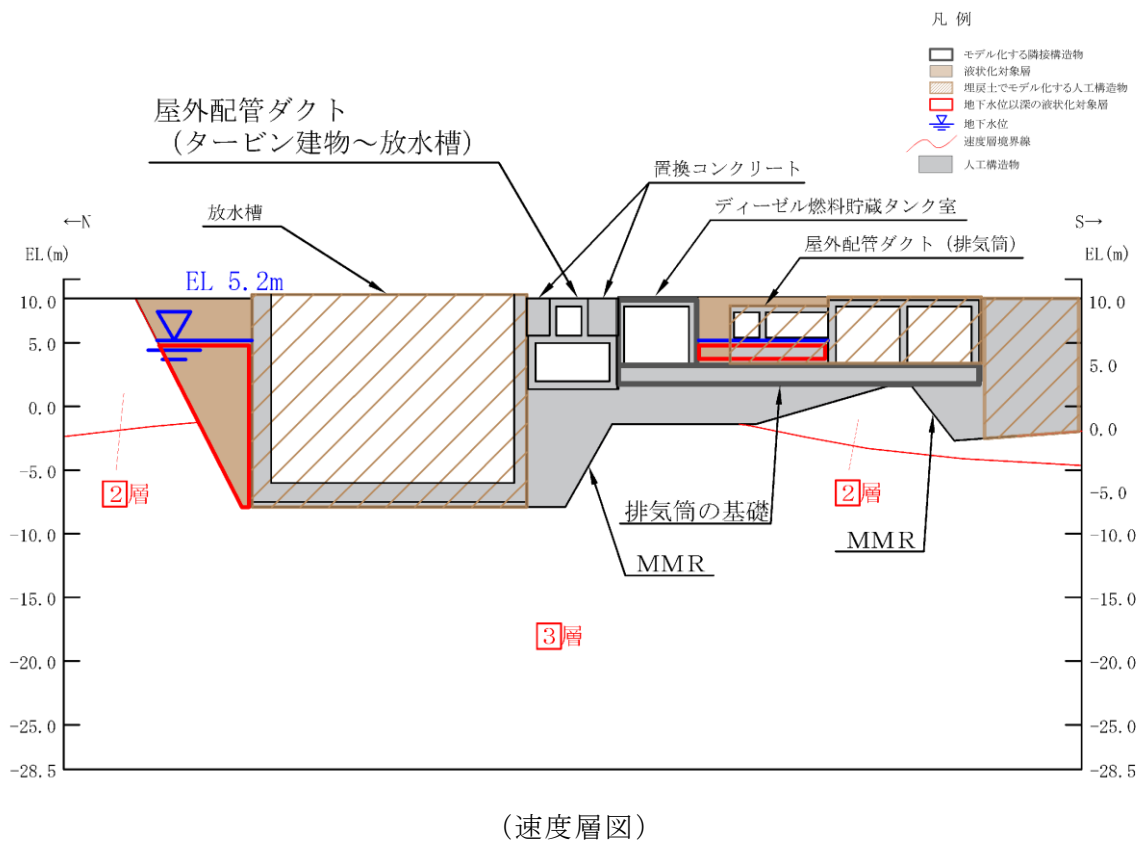 凡 例
モデル化する隣接構造物
液状化対象層
埋戻土でモデル化する人工構造物
地下水位以深の液状化対象層
地下水位
速度層境界線
人工構造物
屋外配管ダクト
（タービン建物～放水槽）
置換コンクリート
放水槽
ディーゼル燃料貯蔵タンク室
屋外配管ダクト（排気筒）
←N
S→
EL(m)
EL(m)
EL 5.2m
10.0
5.0
0.0
-5.0
-10.0
-15.0
-20.0
-25.0
-28.5
10.0
5.0
0.0
-5.0
-10.0
-15.0
-20.0
-25.0
-28.5
2層
2層
排気筒の基礎
MMR
MMR
3層
（速度層図）